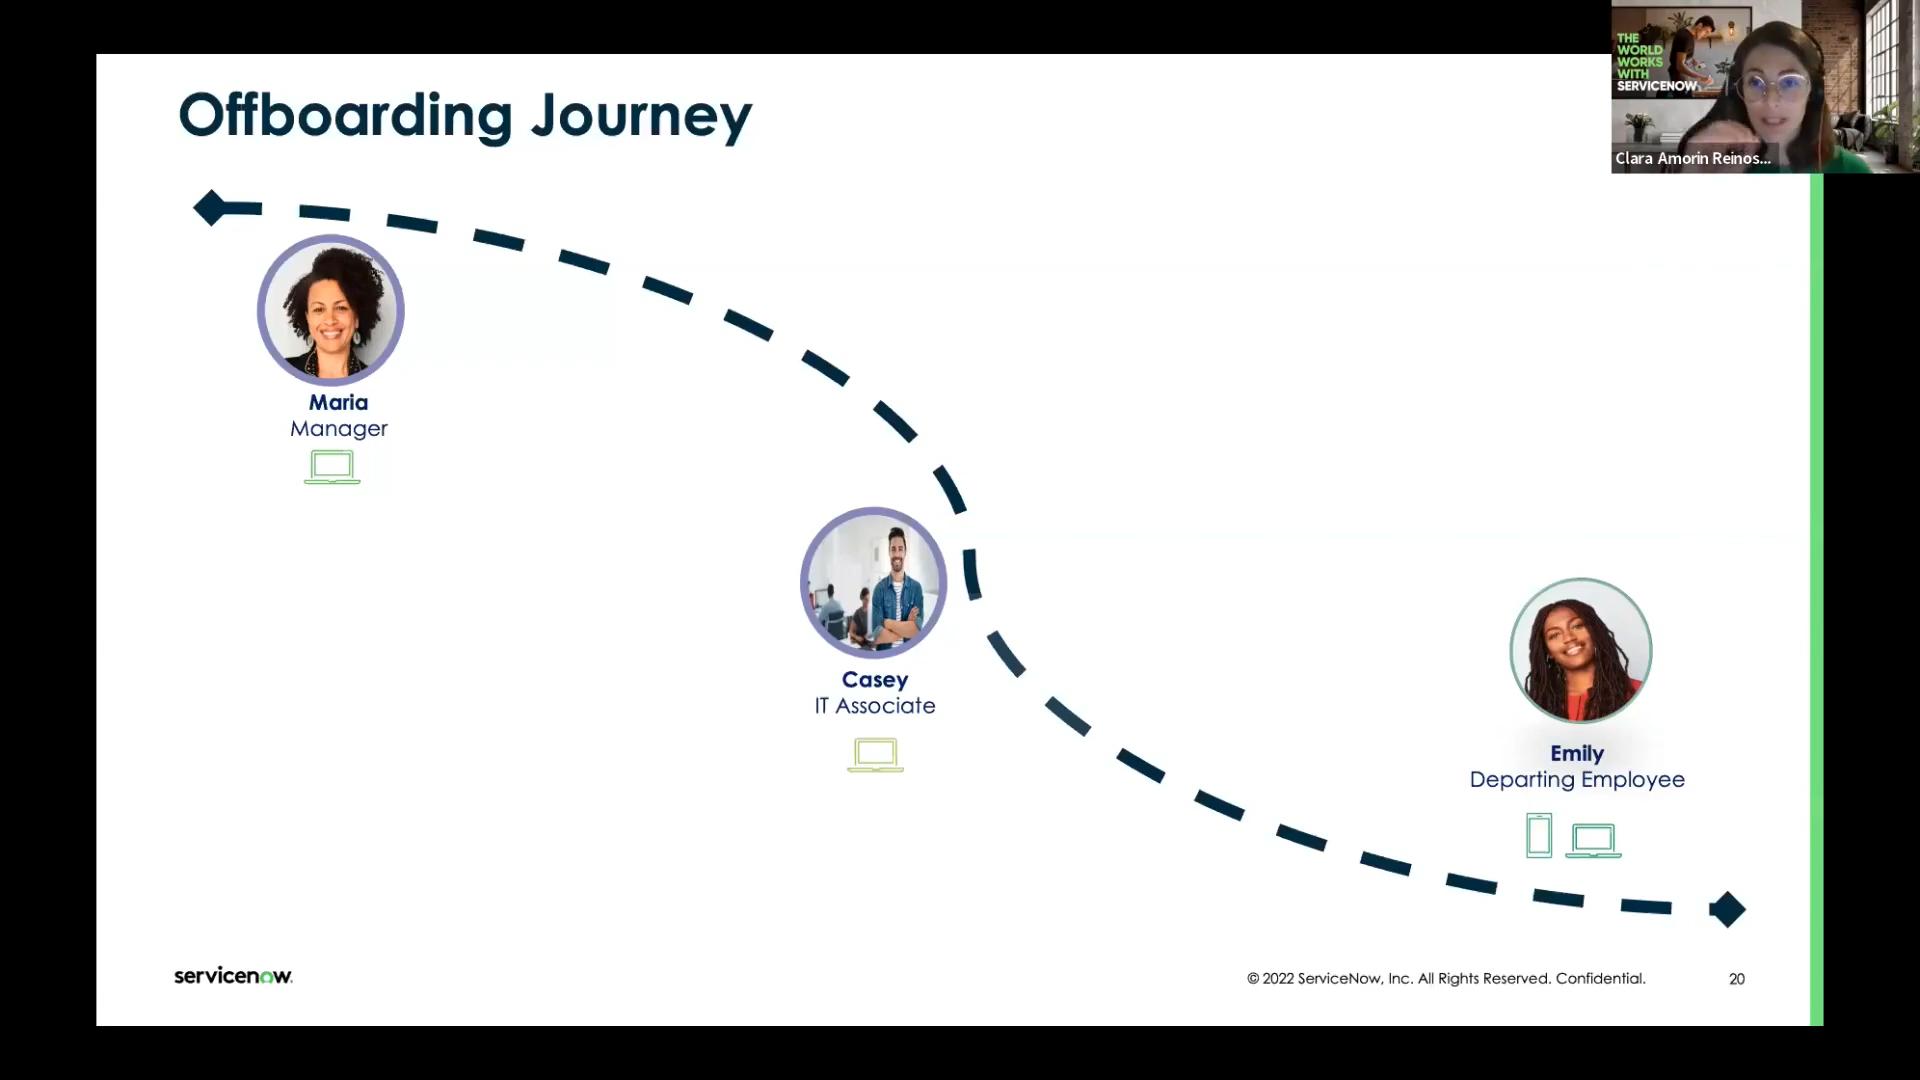 Offboarding Journey
THE
WORLD
WORKS
WITH
SERVICENOW
Clara Amorin Reinos...
Maria
Manager
Casey
IT Associate
Emily
Departing Employee
servicenow
© 2022 ServiceNow, Inc. All Rights Reserved. Confidential.
20